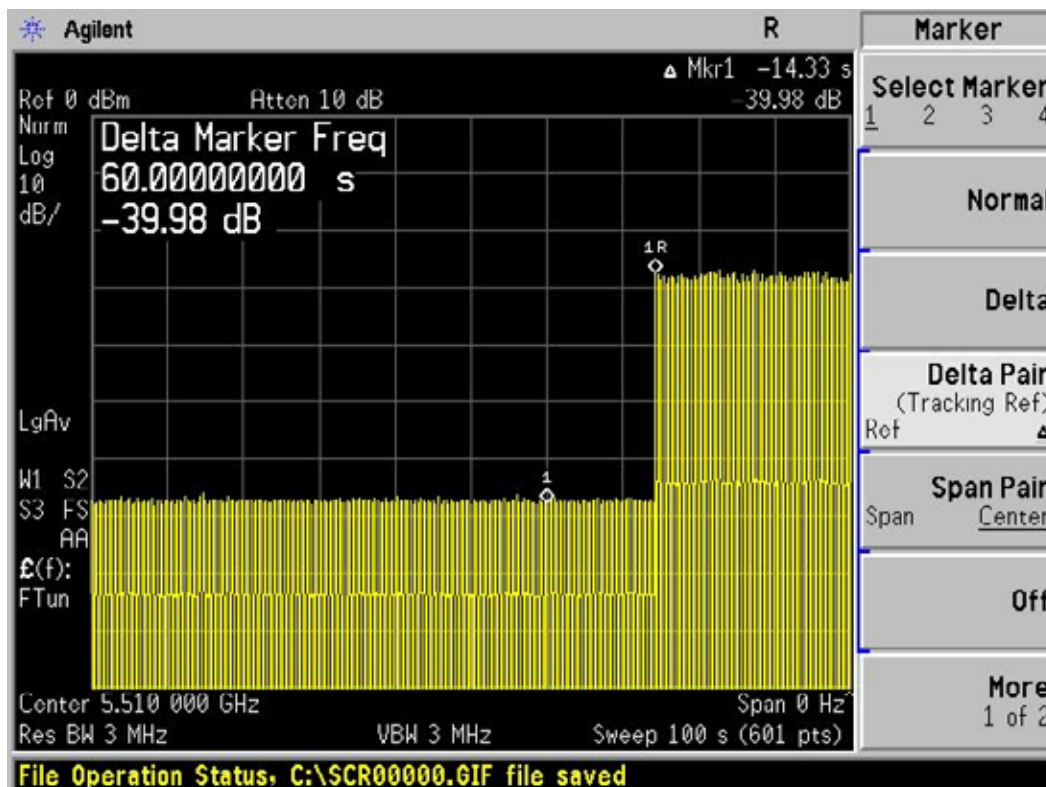 Agilent R Marker
Δ Mkr1 -14.33 s
Ref 0 dBm Atten 10 dB -39.98 dB
Norm
Log
10
dB/
Delta Marker Freq
60.00000000 s
-39.98 dB
1R
1
LgAv
W1 S2
S3 FS
AA
£(f):
FTun
Center 5.510 000 GHz Span 0 Hz^
Res BW 3 MHz VBW 3 MHz Sweep 100 s (601 pts)
File Operation Status, C:\SCR00000.GIF file saved
Select Marker
1 2 3 4
Normal
Delta
Delta Pair
(Tracking Ref)
Ref Δ
Span Pair
Span Center
Off
More
1 of 2